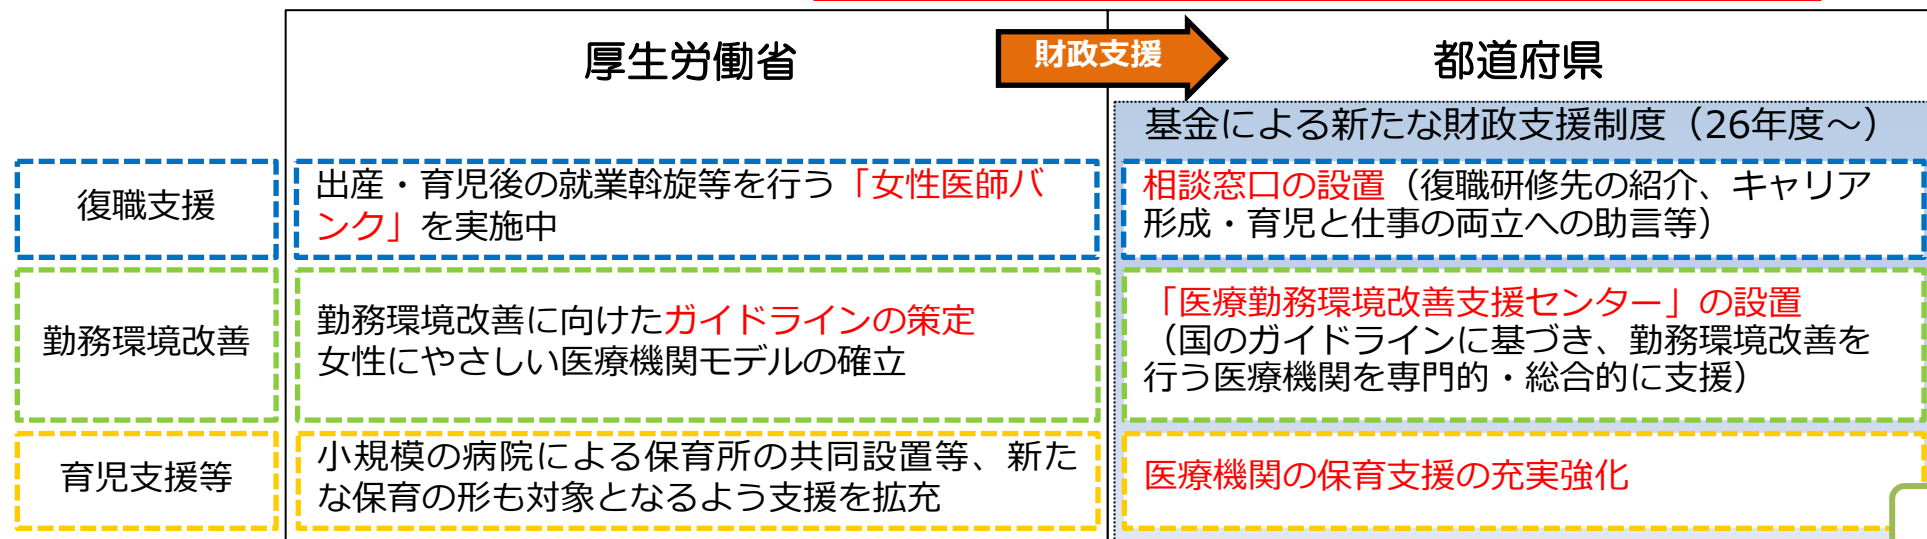 厚生労働省
財政支援
都道府県
基金による新たな財政支援制度（26年度～）
復職支援
出産・育児後の就業斡旋等を行う「女性医師バ
ンク」を実施中
相談窓口の設置（復職研修先の紹介、キャリア
形成・育児と仕事の両立への助言等）
勤務環境改善
勤務環境改善に向けたガイドラインの策定
女性にやさしい医療機関モデルの確立
「医療勤務環境改善支援センター」の設置
（国のガイドラインに基づき、勤務環境改善を
行う医療機関を専門的・総合的に支援）
育児支援等
小規模の病院による保育所の共同設置等、新た
な保育の形も対象となるよう支援を拡充
医療機関の保育支援の充実強化